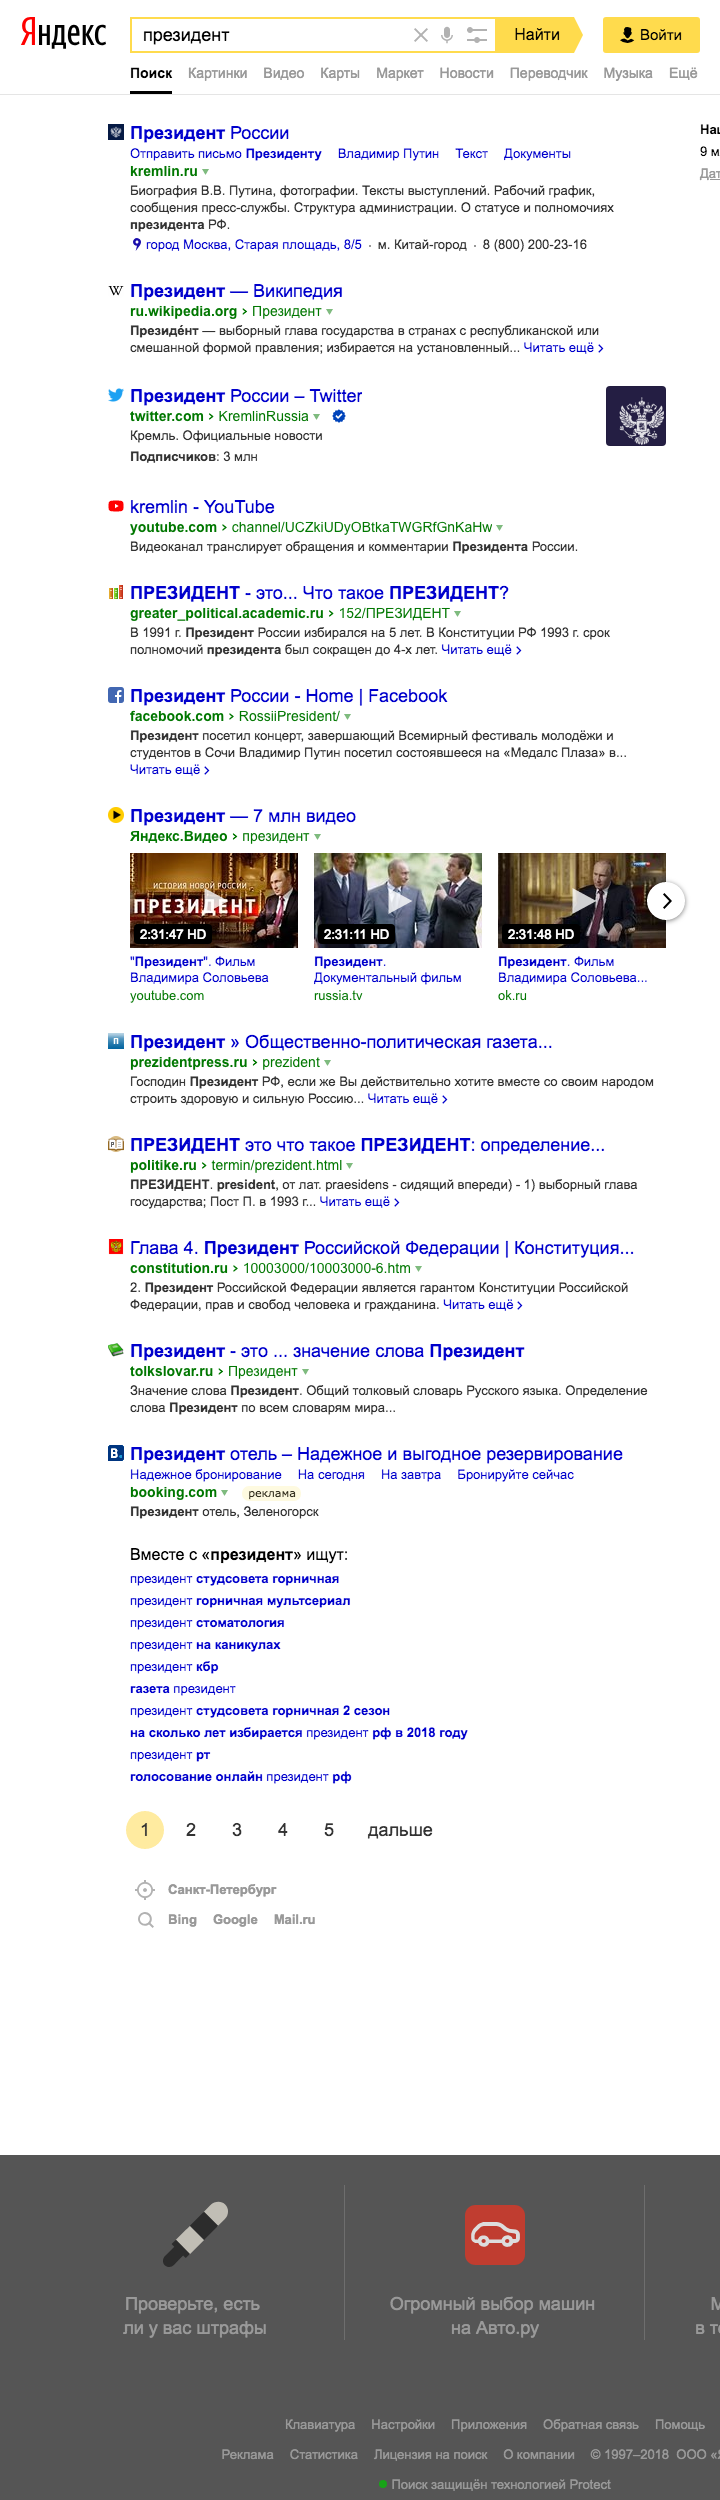 Яндекс
президент
Найти
Войти
Поиск Картинки Видео Карты Маркет Новости Переводчик Музыка Ещё
Президент России
Отправить письмо Президенту Владимир Путин Текст Документы
kremlin.ru
Биография В.В. Путина, фотографии. Тексты выступлений. Рабочий график,
сообщения пресс-службы. Структура администрации. О статусе и полномочиях
президента РФ.
город Москва, Старая площадь, 8/5 · м. Китай-город · 8 (800) 200-23-16
9 м
Президент — Википедия
ru.wikipedia.org › Президент
Президе́нт — выборный глава государства в странах с республиканской или
смешанной формой правления; избирается на установленный... Читать ещё ›
Президент России – Twitter
twitter.com › KremlinRussia
Кремль. Официальные новости
Подписчиков: 3 млн
kremlin - YouTube
youtube.com › channel/UCZkiUDyOBtkaTWGRfGnKaHw
Видеоканал транслирует обращения и комментарии Президента России.
ПРЕЗИДЕНТ - это... Что такое ПРЕЗИДЕНТ?
greater_political.academic.ru › 152/ПРЕЗИДЕНТ
В 1991 г. Президент России избирался на 5 лет. В Конституции РФ 1993 г. срок
полномочий президента был сокращен до 4-х лет. Читать ещё ›
Президент России - Home | Facebook
facebook.com › RossiiPresident/
Президент посетил концерт, завершающий Всемирный фестиваль молодёжи и
студентов в Сочи Владимир Путин посетил состоявшееся на «Медалс Плаза» в...
Читать ещё ›
Президент — 7 млн видео
Яндекс.Видео › президент
ИСТОРИЯ НОВОЙ РОССИИ
ПРЕЗИДЕНТ
2:31:47 HD
2:31:11 HD
2:31:48 HD
"Президент". Фильм
Владимира Соловьева
youtube.com
Президент.
Документальный фильм
russia.tv
Президент. Фильм
Владимира Соловьева...
ok.ru
Президент » Общественно-политическая газета...
prezidentpress.ru › prezident
Господин Президент РФ, если же Вы действительно хотите вместе со своим народом
строить здоровую и сильную Россию... Читать ещё ›
ПРЕЗИДЕНТ это что такое ПРЕЗИДЕНТ: определение...
politike.ru › termin/prezident.html
ПРЕЗИДЕНТ. president, от лат. praesidens - сидящий впереди) - 1) выборный глава
государства; Пост П. в 1993 г... Читать ещё ›
Глава 4. Президент Российской Федерации | Конституция...
constitution.ru › 10003000/10003000-6.htm
2. Президент Российской Федерации является гарантом Конституции Российской
Федерации, прав и свобод человека и гражданина. Читать ещё ›
Президент - это ... значение слова Президент
tolkslovar.ru › Президент
Значение слова Президент. Общий толковый словарь Русского языка. Определение
слова Президент по всем словарям мира...
Президент отель – Надежное и выгодное резервирование
Надежное бронирование На сегодня На завтра Бронируйте сейчас
booking.com реклама
Президент отель, Зеленогорск
Вместе с «президент» ищут:
президент студсовета горничная
президент горничная мультсериал
президент стоматология
президент на каникулах
президент кбр
газета президент
президент студсовета горничная 2 сезон
на сколько лет избирается президент рф в 2018 году
президент рт
голосование онлайн президент рф
1 2 3 4 5 дальше
Санкт-Петербург
Bing Google Mail.ru
Проверьте, есть
ли у вас штрафы
Огромный выбор машин
на Авто.ру
Клавиатура Настройки Приложения Обратная связь Помощь
Реклама Статистика Лицензия на поиск О компании © 1997–2018 ООО
Поиск защищён технологией Protect